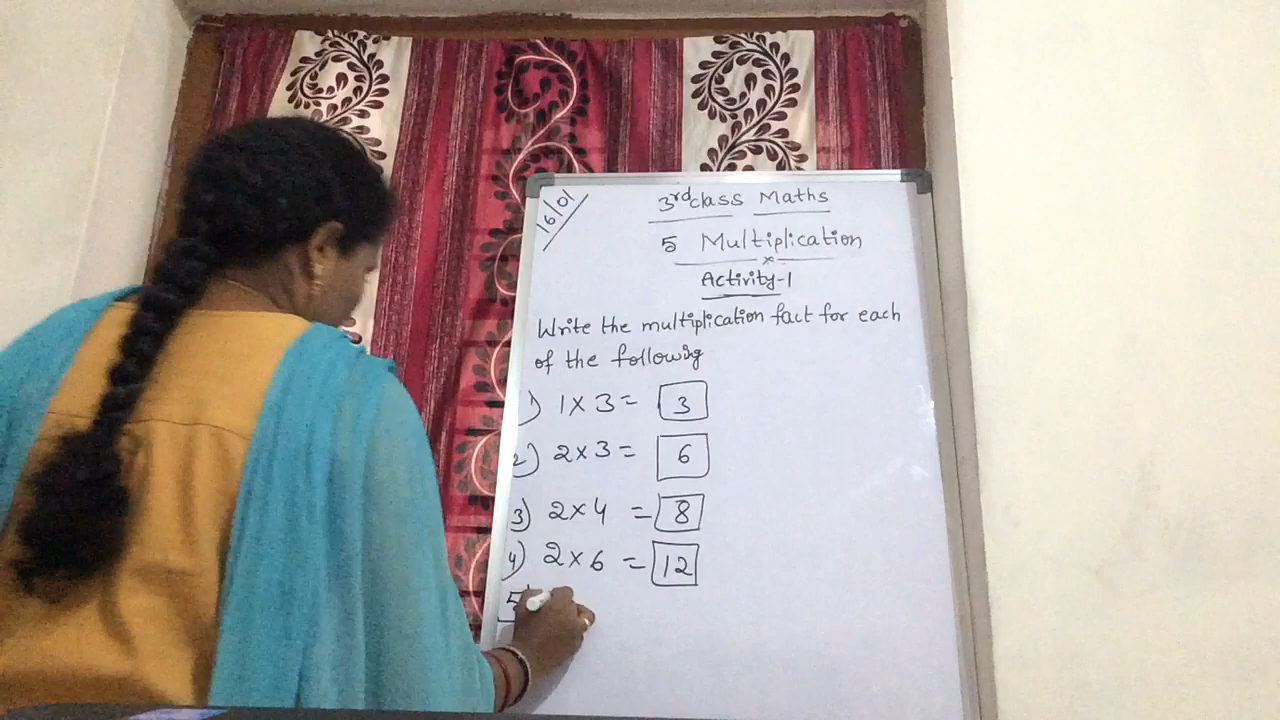 16/01
3rd class Maths
5 Multiplication
×
Activity-1
Write the multiplication fact for each
of the following
1) 1 × 3 = 3
2) 2 × 3 = 6
3) 2 × 4 = 8
4) 2 × 6 = 12
5